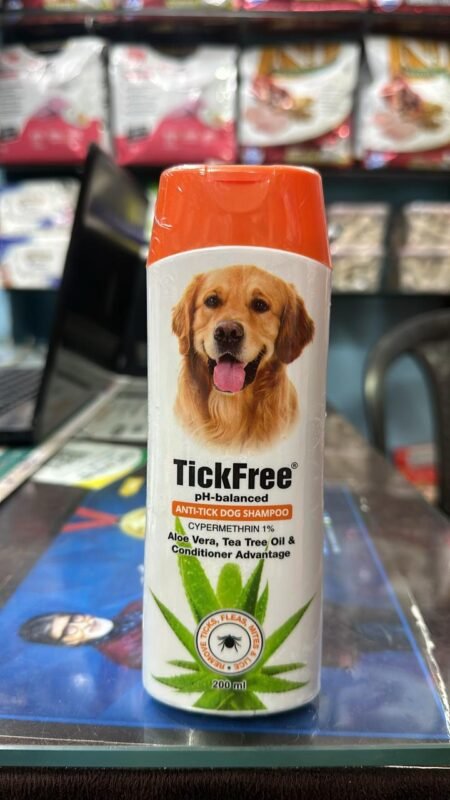 TickFree®
pH-balanced
ANTI-TICK DOG SHAMPOO
CYPERMETHRIN 1%
Aloe Vera, Tea Tree Oil &
Conditioner Advantage
REMOVE TICKS, FLEAS, MITES & LICE •
200 ml